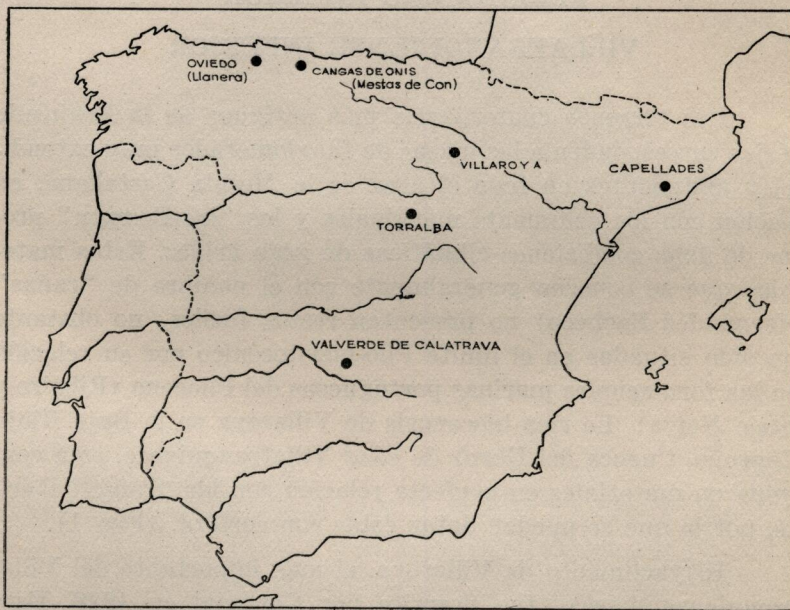 OVIEDO
(Llanera)
CANGAS DE ONIS
(Mestas de Con)
VILLAROYA
CAPELLADES
TORRALBA
VALVERDE DE CALATRAVA